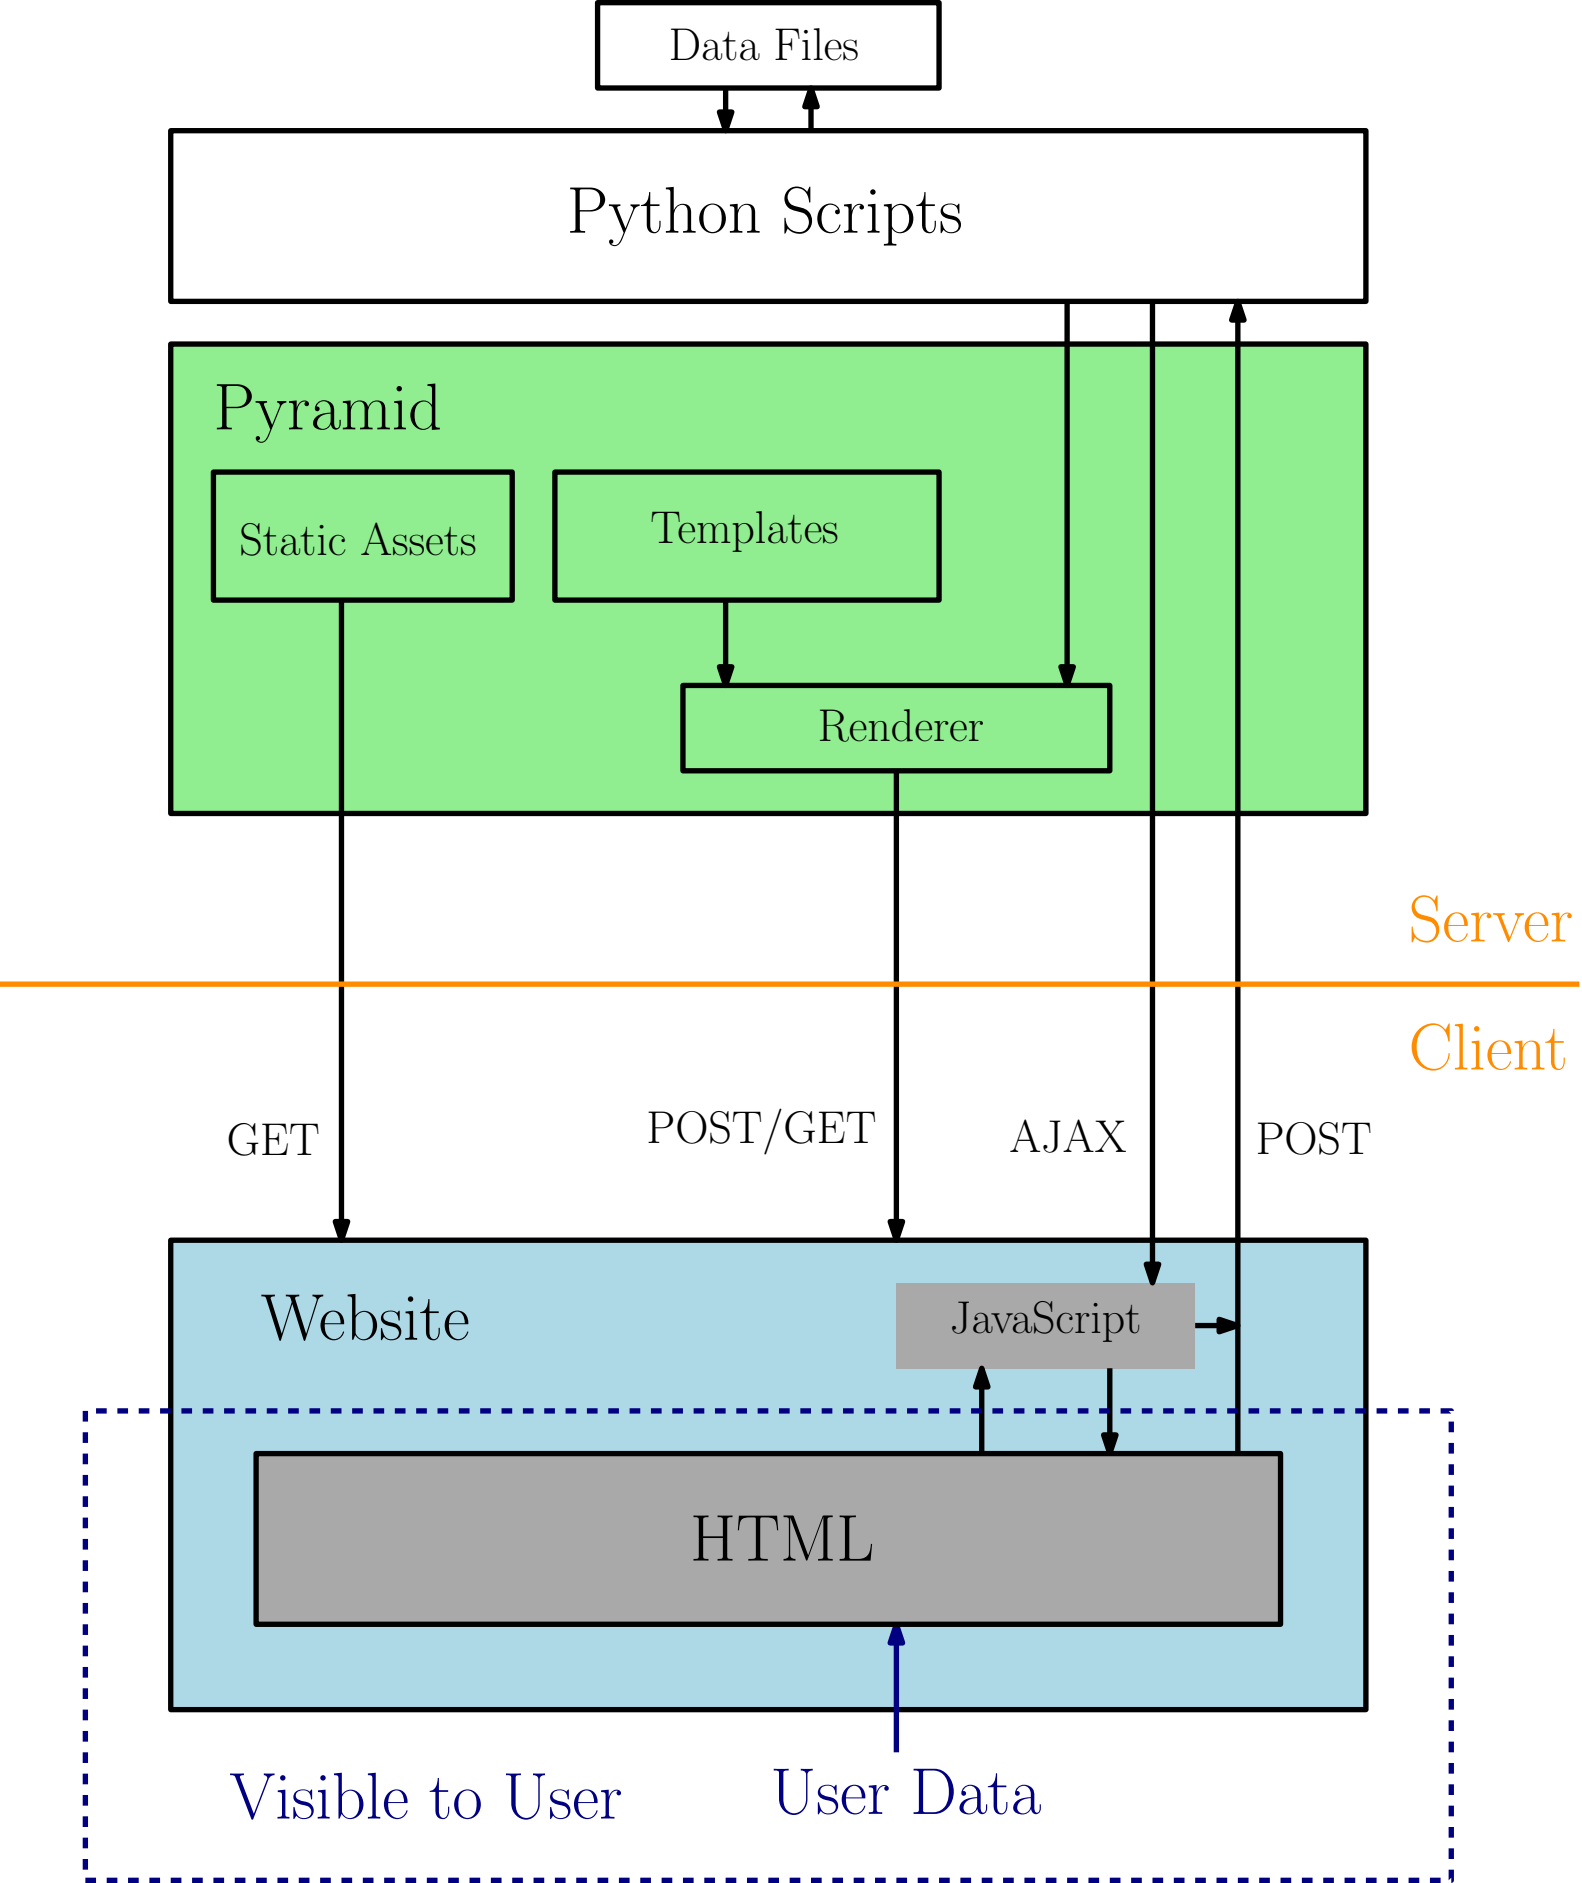 Data Files
Python Scripts
Pyramid
Static Assets
Templates
Renderer
Server
Client
GET
POST/GET
AJAX
POST
Website
JavaScript
HTML
Visible to User
User Data